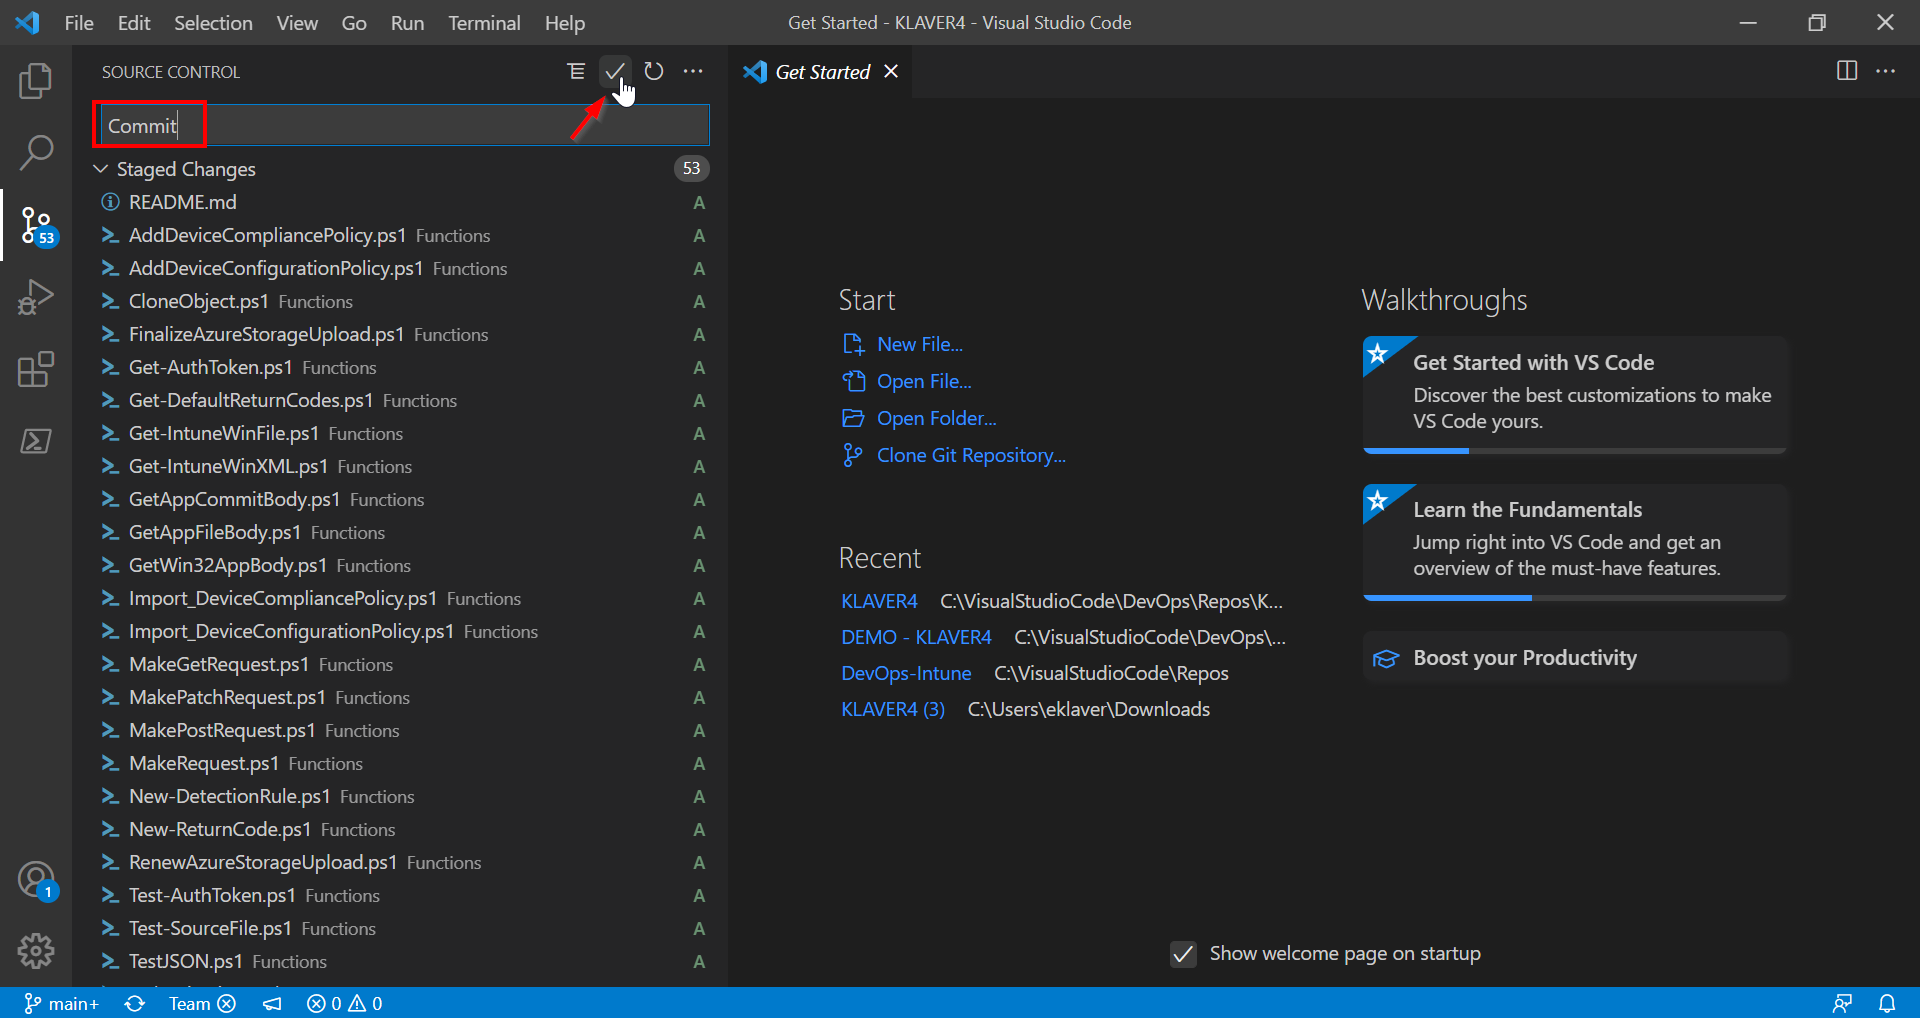 File Edit Selection View Go Run Terminal Help
Get Started - KLAVER4 - Visual Studio Code
SOURCE CONTROL
Get Started
Commit
Staged Changes 53
README.md A
AddDeviceCompliancePolicy.ps1 Functions A
AddDeviceConfigurationPolicy.ps1 Functions A
CloneObject.ps1 Functions A
FinalizeAzureStorageUpload.ps1 Functions A
Get-AuthToken.ps1 Functions A
Get-DefaultReturnCodes.ps1 Functions A
Get-IntuneWinFile.ps1 Functions A
Get-IntuneWinXML.ps1 Functions A
GetAppCommitBody.ps1 Functions A
GetAppFileBody.ps1 Functions A
GetWin32AppBody.ps1 Functions A
Import_DeviceCompliancePolicy.ps1 Functions A
Import_DeviceConfigurationPolicy.ps1 Functions A
MakeGetRequest.ps1 Functions A
MakePatchRequest.ps1 Functions A
MakePostRequest.ps1 Functions A
MakeRequest.ps1 Functions A
New-DetectionRule.ps1 Functions A
New-ReturnCode.ps1 Functions A
RenewAzureStorageUpload.ps1 Functions A
Test-AuthToken.ps1 Functions A
Test-SourceFile.ps1 Functions A
TestJSON.ps1 Functions A
53
1
Start
New File...
Open File...
Open Folder...
Clone Git Repository...
Recent
KLAVER4 C:\VisualStudioCode\DevOps\Repos\K...
DEMO - KLAVER4 C:\VisualStudioCode\DevOps\...
DevOps-Intune C:\VisualStudioCode\Repos
KLAVER4 (3) C:\Users\eklaver\Downloads
Walkthroughs
Get Started with VS Code
Discover the best customizations to make
VS Code yours.
Learn the Fundamentals
Jump right into VS Code and get an
overview of the must-have features.
Boost your Productivity
Show welcome page on startup
main+ Team 0 0